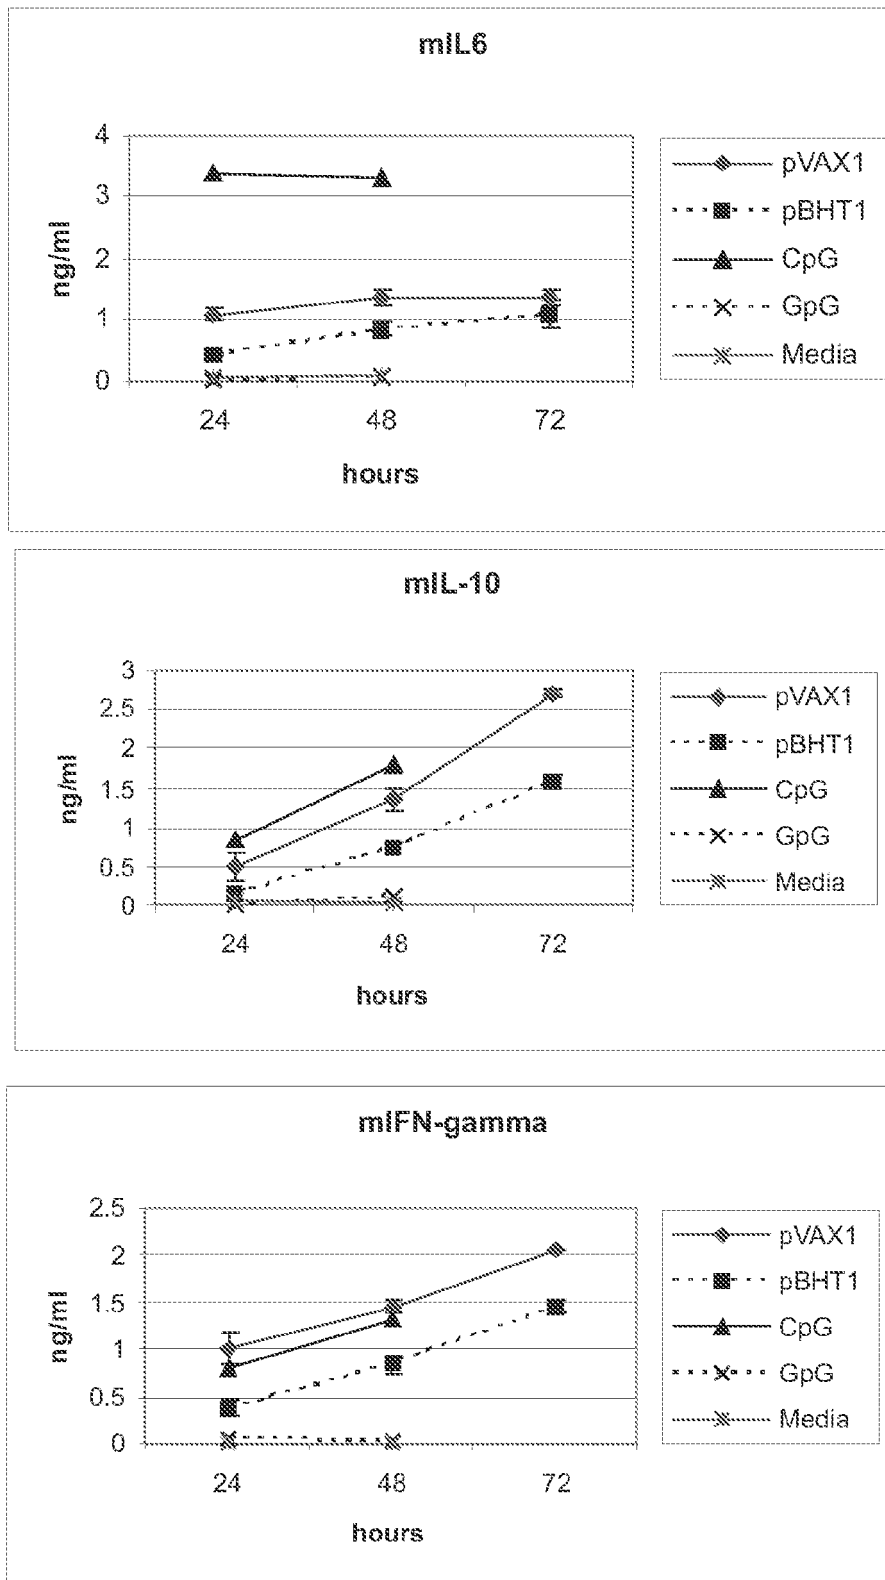 mIL6
ng/ml
4
3
2
1
0
24 48 72
hours
pVAX1
pBHT1
CpG
GpG
Media
mIL-10
ng/ml
3
2.5
2
1.5
1
0.5
0
24 48 72
hours
pVAX1
pBHT1
CpG
GpG
Media
mIFN-gamma
ng/ml
2.5
2
1.5
1
0.5
0
24 48 72
hours
pVAX1
pBHT1
CpG
GpG
Media